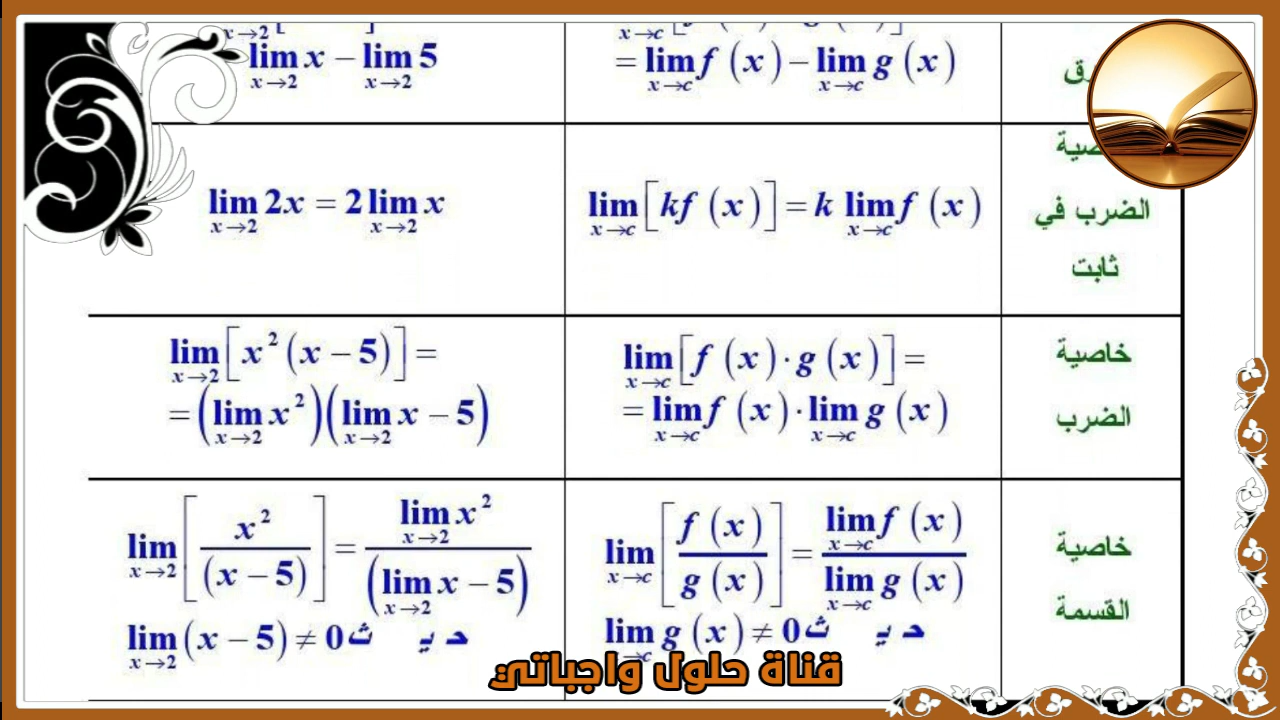 ق
lim x→c
= lim x→c f (x) − lim x→c g (x)
x→2 [ ]
lim x→2 x − lim x→2 5
الضرب في
ثابت
lim x→c [kf (x)] = k lim x→c f (x)
lim x→2 2x = 2 lim x→2 x
خاصية
الضرب
lim x→c [f (x)·g (x)] =
= lim x→c f (x)·lim x→c g (x)
lim x→2 [x² (x − 5)] =
= (lim x→2 x²)(lim x→2 x − 5)
خاصية
القسمة
lim x→c [f (x) / g (x)] = lim x→c f (x) / lim x→c g (x)
lim x→c g (x) ≠ 0 حيث
lim x→2 [x² / (x − 5)] = lim x→2 x² / (lim x→2 x − 5)
lim x→2 (x − 5) ≠ 0 حيث
قناة حلول واجباتي